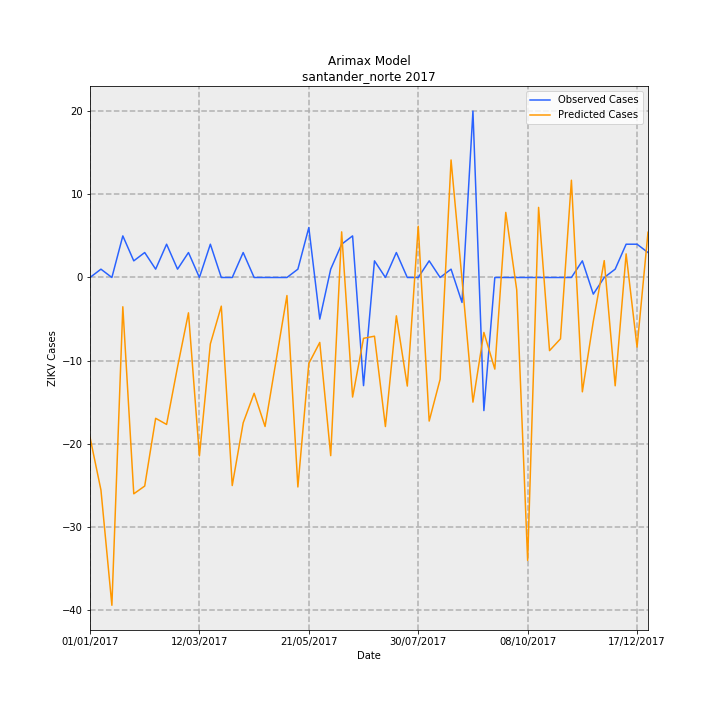 Arimax Model
santander_norte 2017
Observed Cases
Predicted Cases
20
10
0
−10
−20
−30
−40
ZIKV Cases
01/01/2017
12/03/2017
21/05/2017
30/07/2017
08/10/2017
17/12/2017
Date